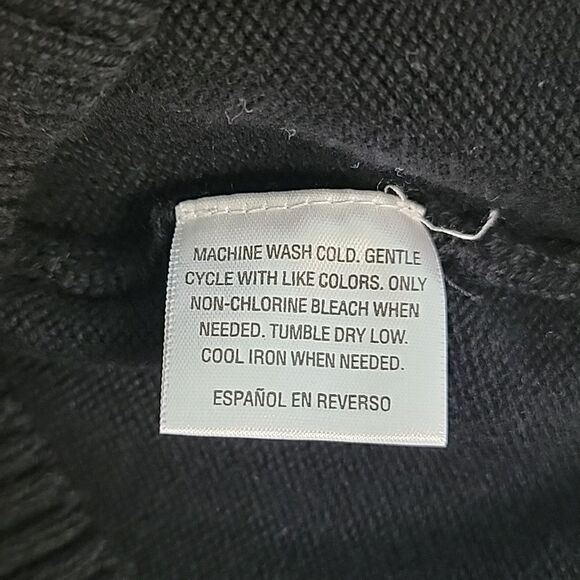 MACHINE WASH COLD. GENTLE
CYCLE WITH LIKE COLORS. ONLY
NON-CHLORINE BLEACH WHEN
NEEDED. TUMBLE DRY LOW.
COOL IRON WHEN NEEDED.
ESPAÑOL EN REVERSO